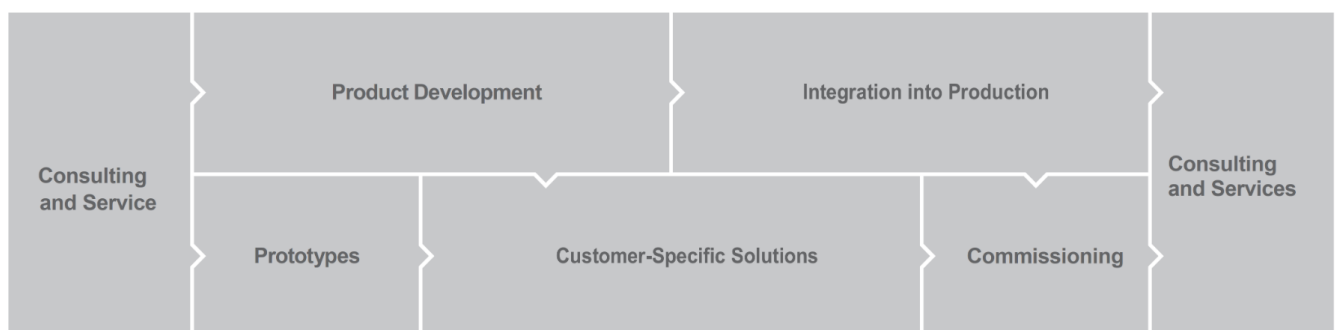 Consulting
and Service
Product Development
Integration into Production
Prototypes
Customer-Specific Solutions
Commissioning
Consulting
and Services